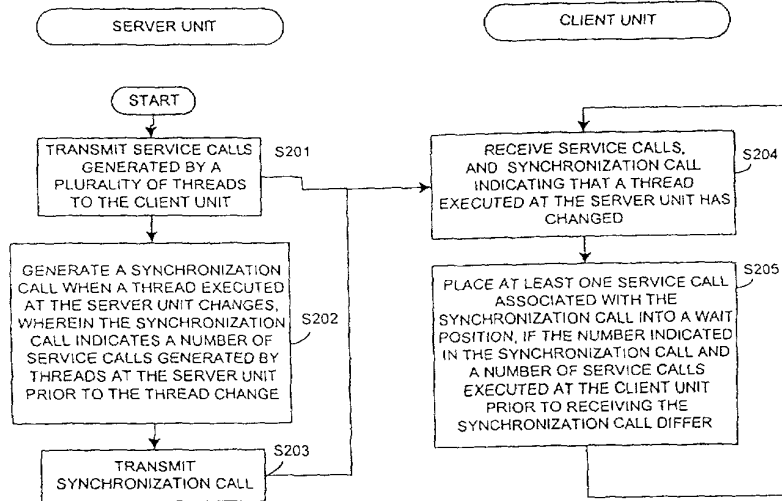 SERVER UNIT
CLIENT UNIT
START
TRANSMIT SERVICE CALLS
GENERATED BY A
PLURALITY OF THREADS
TO THE CLIENT UNIT
S201
GENERATE A SYNCHRONIZATION
CALL WHEN A THREAD EXECUTED
AT THE SERVER UNIT CHANGES,
WHEREIN THE SYNCHRONIZATION
CALL INDICATES A NUMBER OF
SERVICE CALLS GENERATED BY
THREADS AT THE SERVER UNIT
PRIOR TO THE THREAD CHANGE
S202
TRANSMIT
SYNCHRONIZATION CALL
S203
RECEIVE SERVICE CALLS,
AND SYNCHRONIZATION CALL
INDICATING THAT A THREAD
EXECUTED AT THE SERVER UNIT HAS
CHANGED
S204
PLACE AT LEAST ONE SERVICE CALL
ASSOCIATED WITH THE
SYNCHRONIZATION CALL INTO A WAIT
POSITION, IF THE NUMBER INDICATED
IN THE SYNCHRONIZATION CALL AND
A NUMBER OF SERVICE CALLS
EXECUTED AT THE CLIENT UNIT
PRIOR TO RECEIVING THE
SYNCHRONIZATION CALL DIFFER
S205